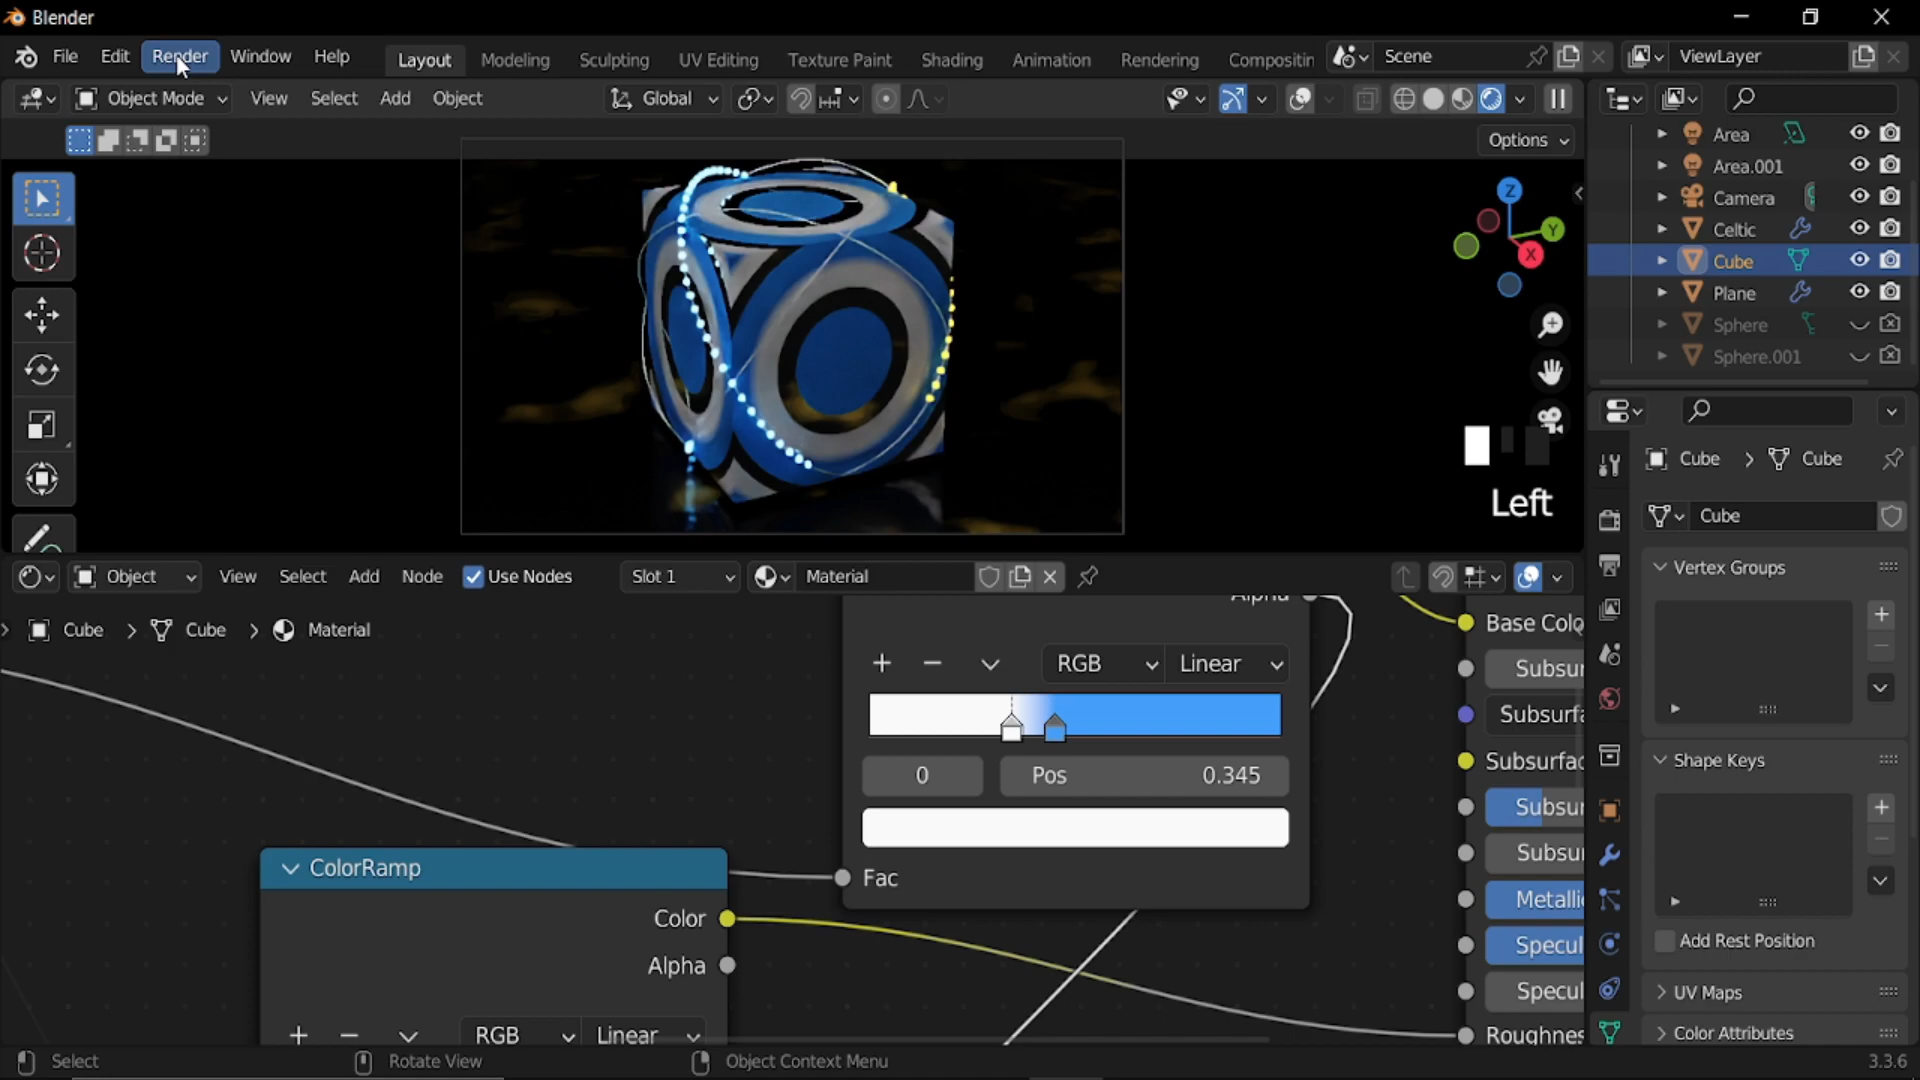 Blender
File Edit Render Window Help Layout Modeling Sculpting UV Editing Texture Paint Shading Animation Rendering Compositin Scene ViewLayer
Object Mode View Select Add Object Global
Options
Z
Y
X
Left
Area
Area.001
Camera
Celtic
Cube
Plane
Sphere
Sphere.001
Cube > Cube
Cube
Vertex Groups
Shape Keys
Add Rest Position
UV Maps
Color Attributes
Object View Select Add Node Use Nodes Slot 1 Material
Cube > Cube > Material
Alpha
RGB Linear
0 Pos 0.345
Fac
ColorRamp
Color
Alpha
RGB Linear
Base Colo
Subsur
Subsurfa
Subsurfac
Subsur
Subsur
Metalli
Specul
Specul
Roughnes
Select Rotate View Object Context Menu 3.3.6